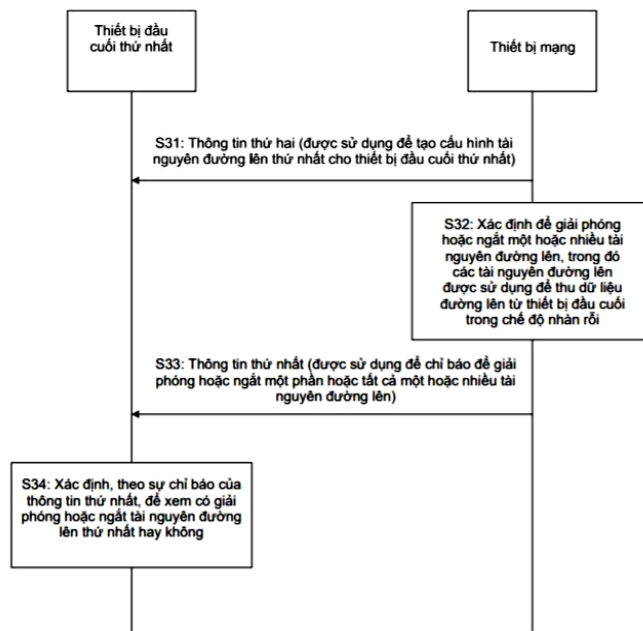 Thiết bị đầu
cuối thứ nhất
Thiết bị mạng
S31: Thông tin thứ hai (được sử dụng để tạo cấu hình tài
nguyên đường lên thứ nhất cho thiết bị đầu cuối thứ nhất)
S32: Xác định để giải phóng
hoặc ngắt một hoặc nhiều tài
nguyên đường lên, trong đó
các tài nguyên đường lên
được sử dụng để thu dữ liệu
đường lên từ thiết bị đầu cuối
trong chế độ nhàn rỗi
S33: Thông tin thứ nhất (được sử dụng để chỉ báo để giải
phóng hoặc ngắt một phần hoặc tất cả một hoặc nhiều tài
nguyên đường lên)
S34: Xác định, theo sự chỉ báo của
thông tin thứ nhất, để xem có giải
phóng hoặc ngắt tài nguyên đường
lên thứ nhất hay không